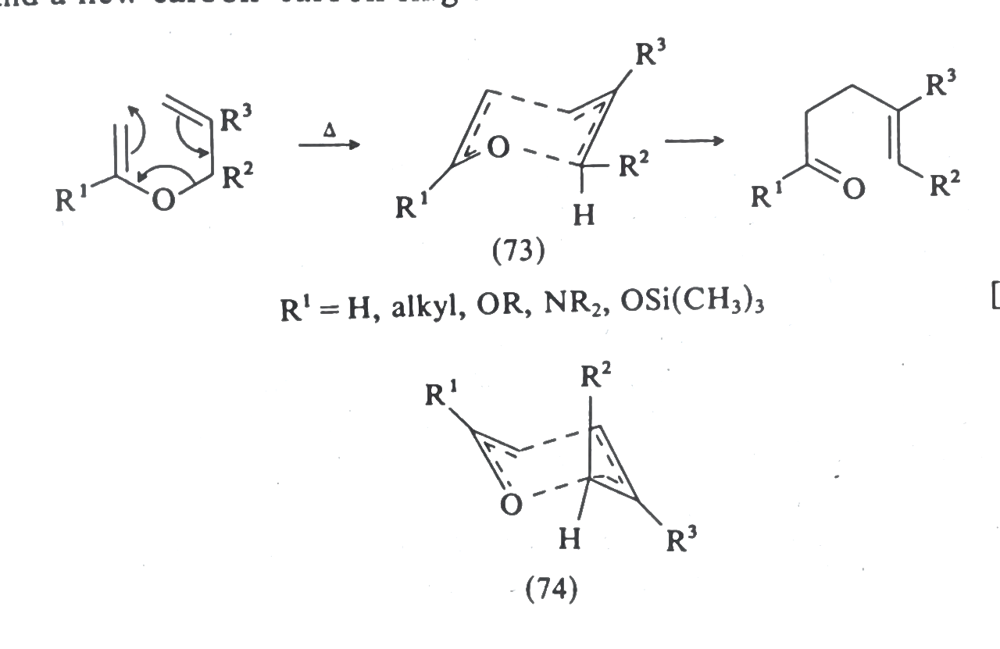 R³
R³
R³
Δ
O
R²
R²
R¹
O
R¹
H
R¹
O
R²
(73)
R¹ = H, alkyl, OR, NR₂, OSi(CH₃)₃ [
R²
R¹
O
H
R³
(74)